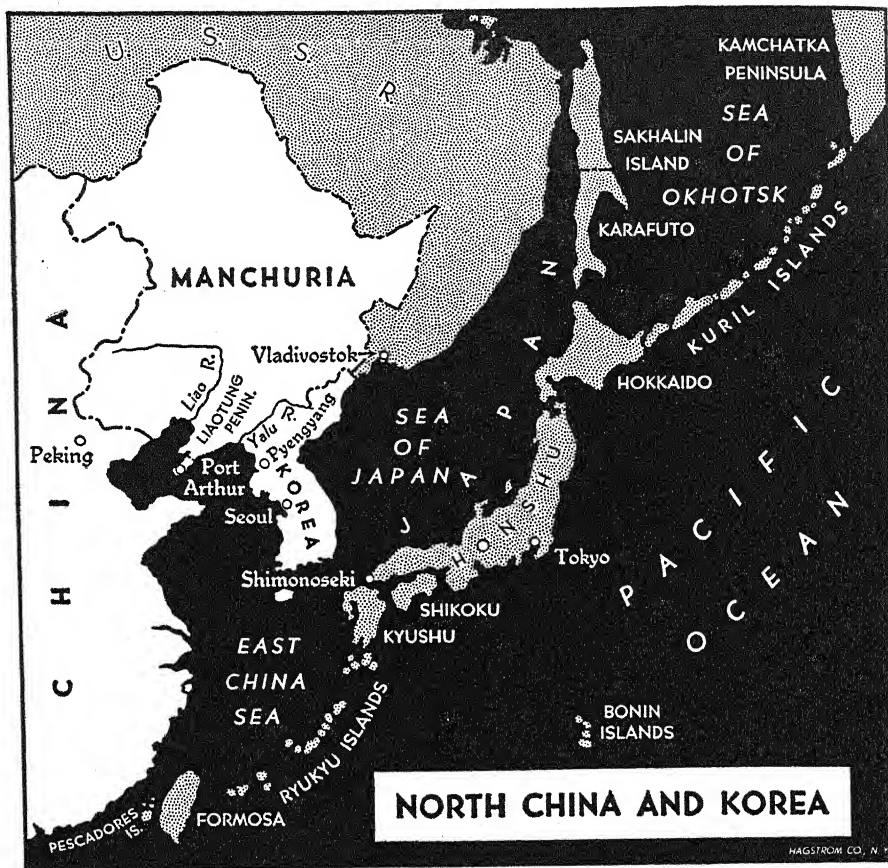 U. S. S. R
KAMCHATKA
PENINSULA
SEA
OF
OKHOTSK
SAKHALIN
ISLAND
KARAFUTO
KURIL ISLANDS
MANCHURIA
CHINA
Vladivostok
Liao R.
LIAOTUNG
PENIN.
Yalu R.
Pyengyang
Peking
Port
Arthur
KOREA
Seoul
SEA
OF
JAPAN
JAPAN
HOKKAIDO
HONSHU
Tokyo
Shimonoseki
SHIKOKU
KYUSHU
PACIFIC
OCEAN
EAST
CHINA
SEA
RYUKYU ISLANDS
BONIN
ISLANDS
PESCADORES
IS.
FORMOSA
NORTH CHINA AND KOREA
HAGSTROM CO., N.Y